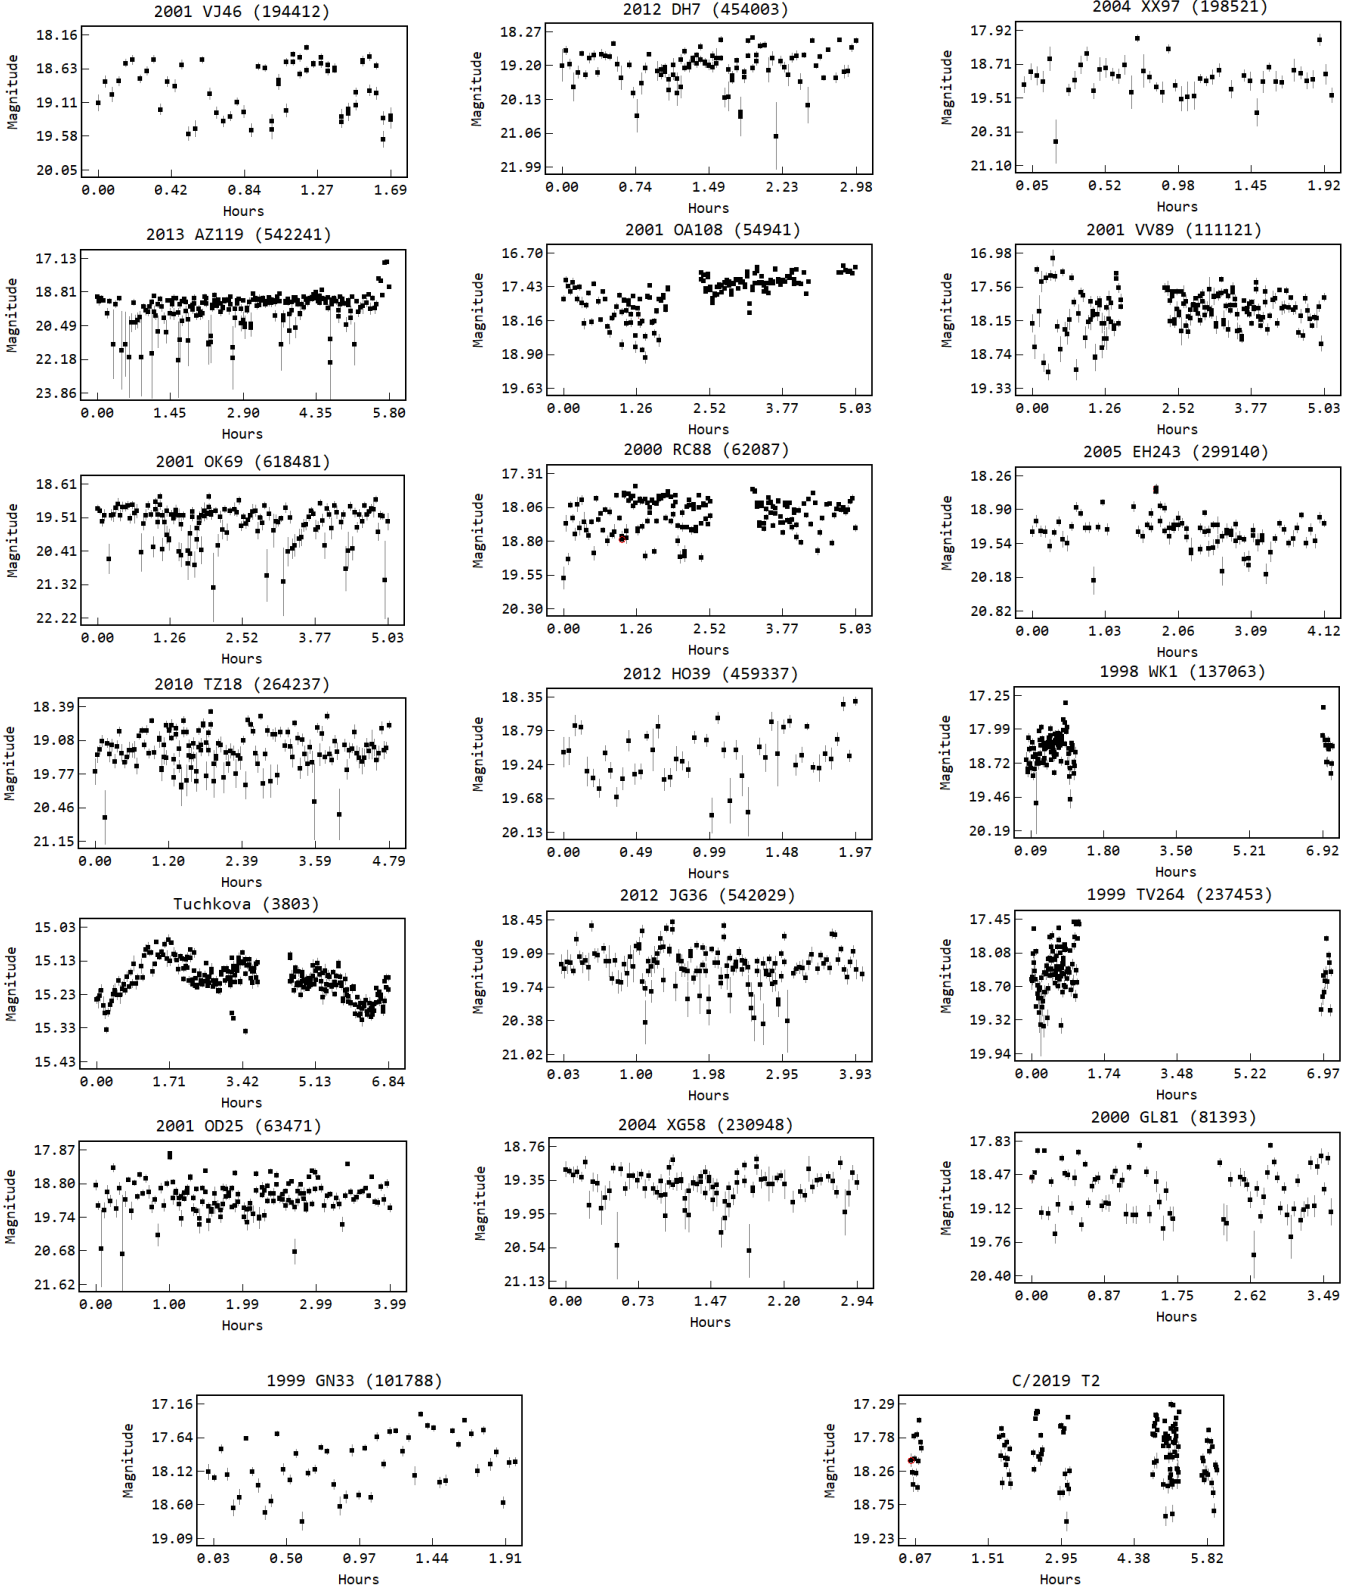 2001 VJ46 (194412)
18.16
18.63
19.11
19.58
20.05
Magnitude
0.00 0.42 0.84 1.27 1.69
Hours
2012 DH7 (454003)
18.27
19.20
20.13
21.06
21.99
Magnitude
0.00 0.74 1.49 2.23 2.98
Hours
2004 XX97 (198521)
17.92
18.71
19.51
20.31
21.10
Magnitude
0.05 0.52 0.98 1.45 1.92
Hours
2013 AZ119 (542241)
17.13
18.81
20.49
22.18
23.86
Magnitude
0.00 1.45 2.90 4.35 5.80
Hours
2001 OA108 (54941)
16.70
17.43
18.16
18.90
19.63
Magnitude
0.00 1.26 2.52 3.77 5.03
Hours
2001 VV89 (111121)
16.98
17.56
18.15
18.74
19.33
Magnitude
0.00 1.26 2.52 3.77 5.03
Hours
2001 OK69 (618481)
18.61
19.51
20.41
21.32
22.22
Magnitude
0.00 1.26 2.52 3.77 5.03
Hours
2000 RC88 (62087)
17.31
18.06
18.80
19.55
20.30
Magnitude
0.00 1.26 2.52 3.77 5.03
Hours
2005 EH243 (299140)
18.26
18.90
19.54
20.18
20.82
Magnitude
0.00 1.03 2.06 3.09 4.12
Hours
2010 TZ18 (264237)
18.39
19.08
19.77
20.46
21.15
Magnitude
0.00 1.20 2.39 3.59 4.79
Hours
2012 HO39 (459337)
18.35
18.79
19.24
19.68
20.13
Magnitude
0.00 0.49 0.99 1.48 1.97
Hours
1998 WK1 (137063)
17.25
17.99
18.72
19.46
20.19
Magnitude
0.09 1.80 3.50 5.21 6.92
Hours
Tuchkova (3803)
15.03
15.13
15.23
15.33
15.43
Magnitude
0.00 1.71 3.42 5.13 6.84
Hours
2012 JG36 (542029)
18.45
19.09
19.74
20.38
21.02
Magnitude
0.03 1.00 1.98 2.95 3.93
Hours
1999 TV264 (237453)
17.45
18.08
18.70
19.32
19.94
Magnitude
0.00 1.74 3.48 5.22 6.97
Hours
2001 OD25 (63471)
17.87
18.80
19.74
20.68
21.62
Magnitude
0.00 1.00 1.99 2.99 3.99
Hours
2004 XG58 (230948)
18.76
19.35
19.95
20.54
21.13
Magnitude
0.00 0.73 1.47 2.20 2.94
Hours
2000 GL81 (81393)
17.83
18.47
19.12
19.76
20.40
Magnitude
0.00 0.87 1.75 2.62 3.49
Hours
1999 GN33 (101788)
17.16
17.64
18.12
18.60
19.09
Magnitude
0.03 0.50 0.97 1.44 1.91
Hours
C/2019 T2
17.29
17.78
18.26
18.75
19.23
Magnitude
0.07 1.51 2.95 4.38 5.82
Hours